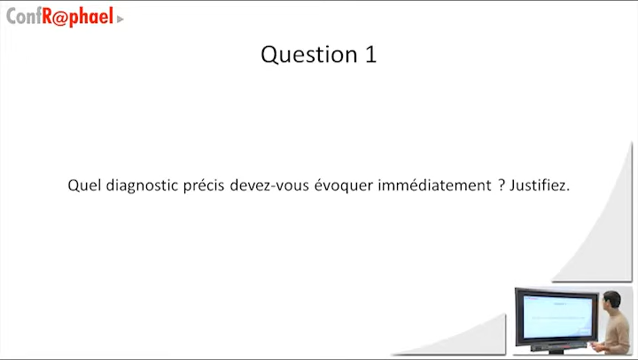 ConfR@phael
Question 1
Quel diagnostic précis devez-vous évoquer immédiatement ? Justifiez.